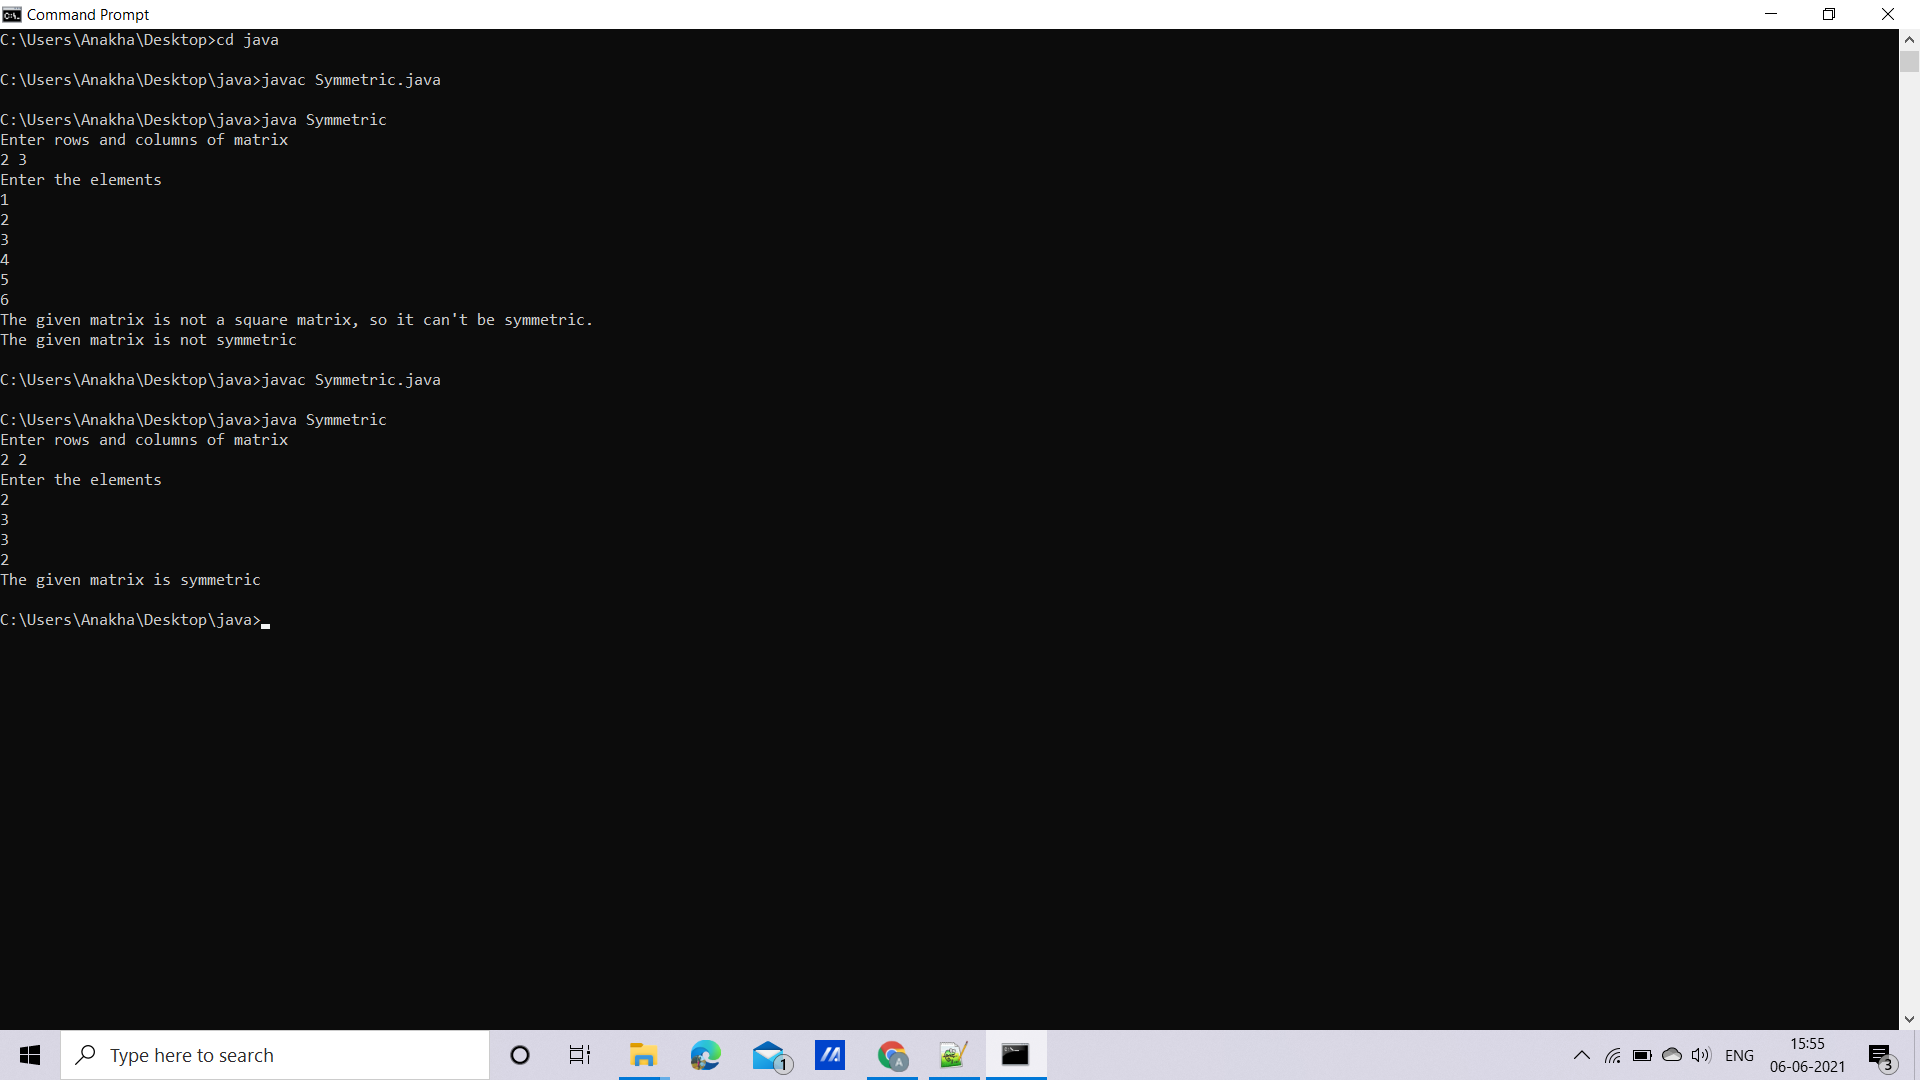 Command Prompt
C:\Users\Anakha\Desktop>cd java
C:\Users\Anakha\Desktop\java>javac Symmetric.java
C:\Users\Anakha\Desktop\java>java Symmetric
Enter rows and columns of matrix
2 3
Enter the elements
1
2
3
4
5
6
The given matrix is not a square matrix, so it can't be symmetric.
The given matrix is not symmetric
C:\Users\Anakha\Desktop\java>javac Symmetric.java
C:\Users\Anakha\Desktop\java>java Symmetric
Enter rows and columns of matrix
2 2
Enter the elements
2
3
3
2
The given matrix is symmetric
C:\Users\Anakha\Desktop\java>
Type here to search
1
A
ENG
15:55
06-06-2021
3